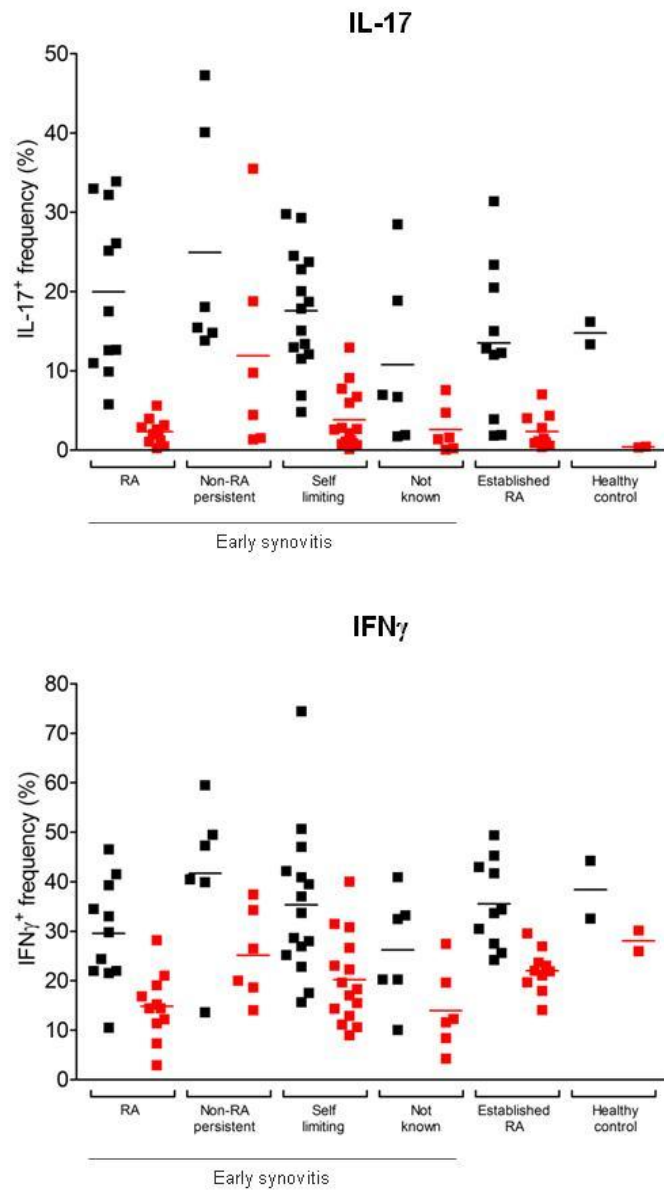 IL-17
50
40
30
20
10
0
IL-17+ frequency (%)
RA Non-RA persistent Self limiting Not known Established RA Healthy control
Early synovitis
IFNγ
80
70
60
50
40
30
20
10
0
IFNγ+ frequency (%)
RA Non-RA persistent Self limiting Not known Established RA Healthy control
Early synovitis